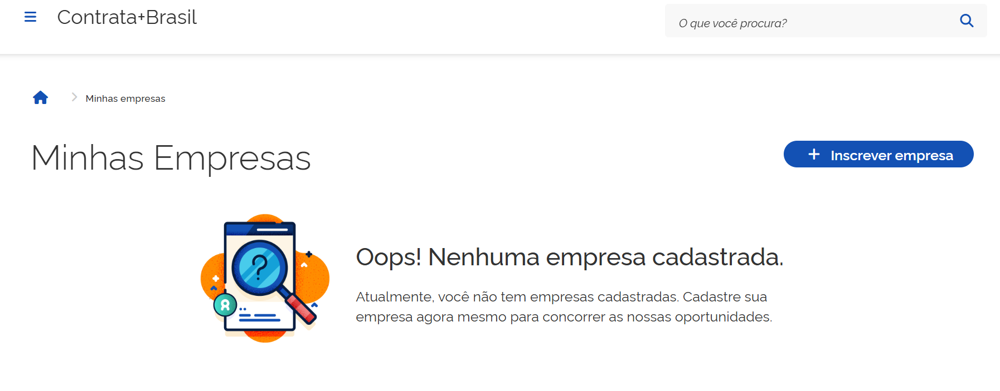 Contrata+Brasil
O que você procura?
Minhas empresas
Minhas Empresas
Inscrever empresa
Oops! Nenhuma empresa cadastrada.
Atualmente, você não tem empresas cadastradas. Cadastre sua
empresa agora mesmo para concorrer as nossas oportunidades.